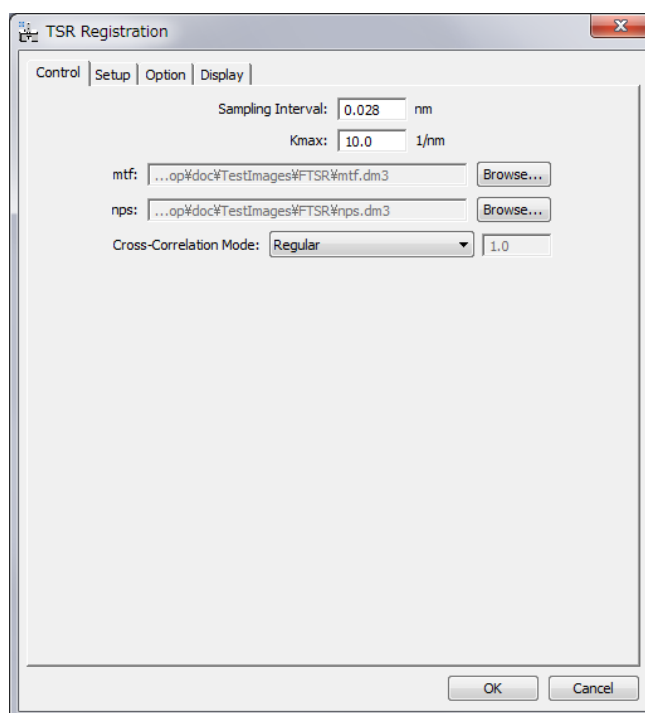 TSR Registration
Control Setup Option Display
Sampling Interval: 0.028 nm
Kmax: 10.0 1/nm
mtf: ...op¥doc¥TestImages¥FTSR¥mtf.dm3 Browse...
nps: ...op¥doc¥TestImages¥FTSR¥nps.dm3 Browse...
Cross-Correlation Mode: Regular 1.0
OK Cancel